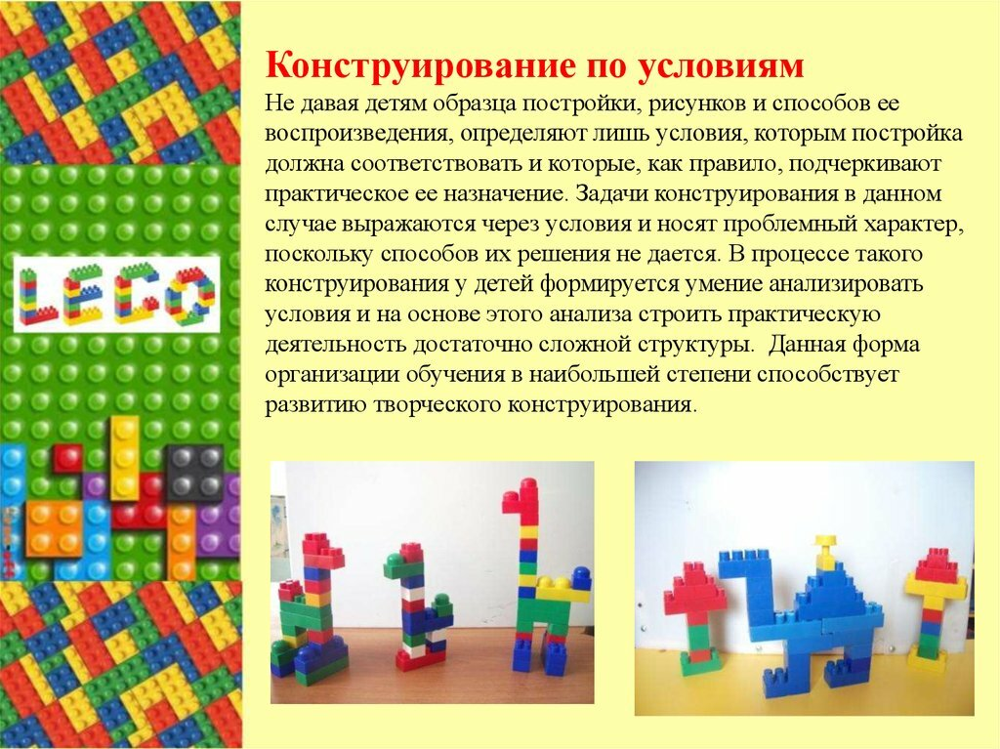 Конструирование по условиям
Не давая детям образца постройки, рисунков и способов ее
воспроизведения, определяют лишь условия, которым постройка
должна соответствовать и которые, как правило, подчеркивают
практическое ее назначение. Задачи конструирования в данном
случае выражаются через условия и носят проблемный характер,
поскольку способов их решения не дается. В процессе такого
конструирования у детей формируется умение анализировать
условия и на основе этого анализа строить практическую
деятельность достаточно сложной структуры.  Данная форма
организации обучения в наибольшей степени способствует
развитию творческого конструирования.
LEGO